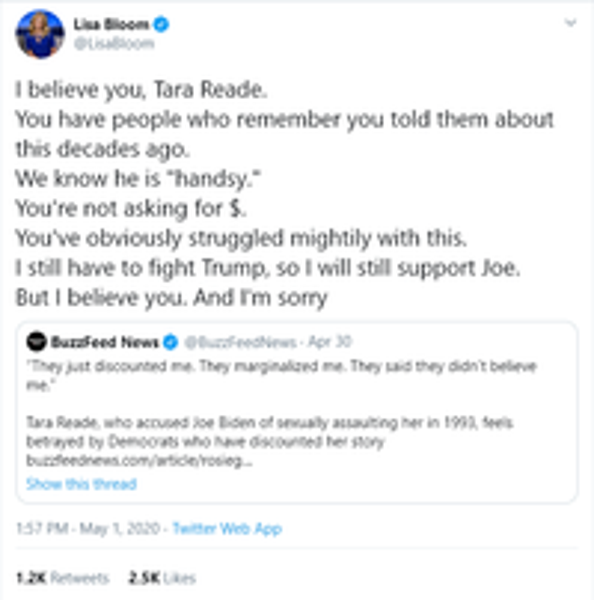 Lisa Bloom
@LisaBloom
I believe you, Tara Reade.
You have people who remember you told them about
this decades ago.
We know he is "handsy."
You're not asking for $.
You've obviously struggled mightily with this.
I still have to fight Trump, so I will still support Joe.
But I believe you. And I'm sorry
BuzzFeed News @BuzzFeedNews · Apr 30
"They just discounted me. They marginalized me. They said they didn't believe
me."
Tara Reade, who accused Joe Biden of sexually assaulting her in 1993, feels
betrayed by Democrats who have discounted her story
buzzfeednews.com/article/rosieg...
Show this thread
1:57 PM · May 1, 2020 · Twitter Web App
1.2K Retweets 2.5K Likes